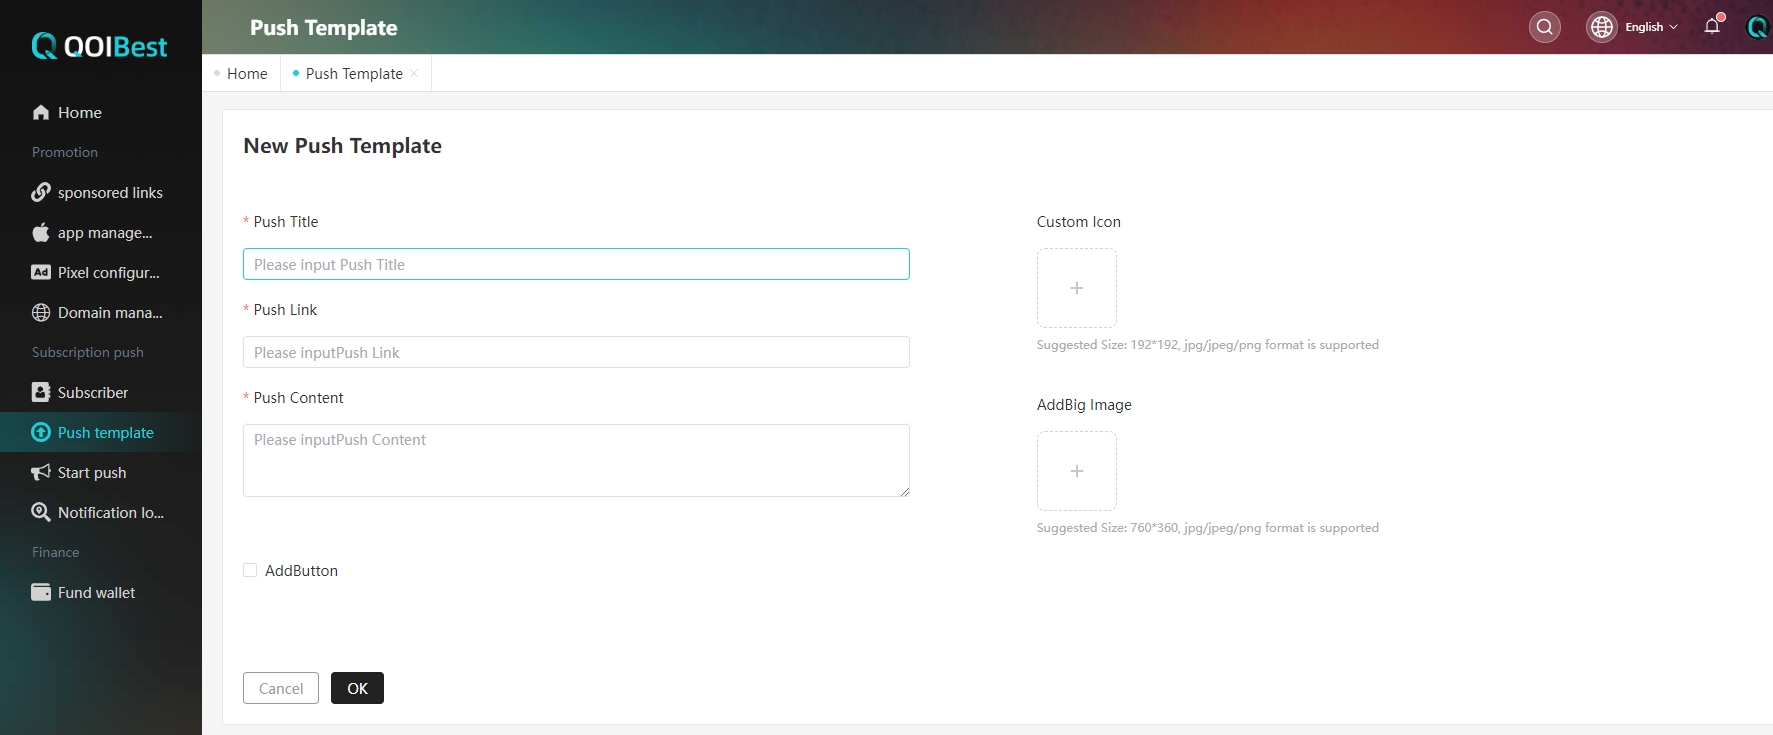 QOIBest
Push Template
English
Home
Push Template
Home
Promotion
sponsored links
app manage...
Pixel configur...
Domain mana...
Subscription push
Subscriber
Push template
Start push
Notification lo...
Finance
Fund wallet
New Push Template
* Push Title
Please input Push Title
* Push Link
Please inputPush Link
* Push Content
Please inputPush Content
AddButton
Cancel
OK
Custom Icon
Suggested Size: 192*192, jpg/jpeg/png format is supported
AddBig Image
Suggested Size: 760*360, jpg/jpeg/png format is supported